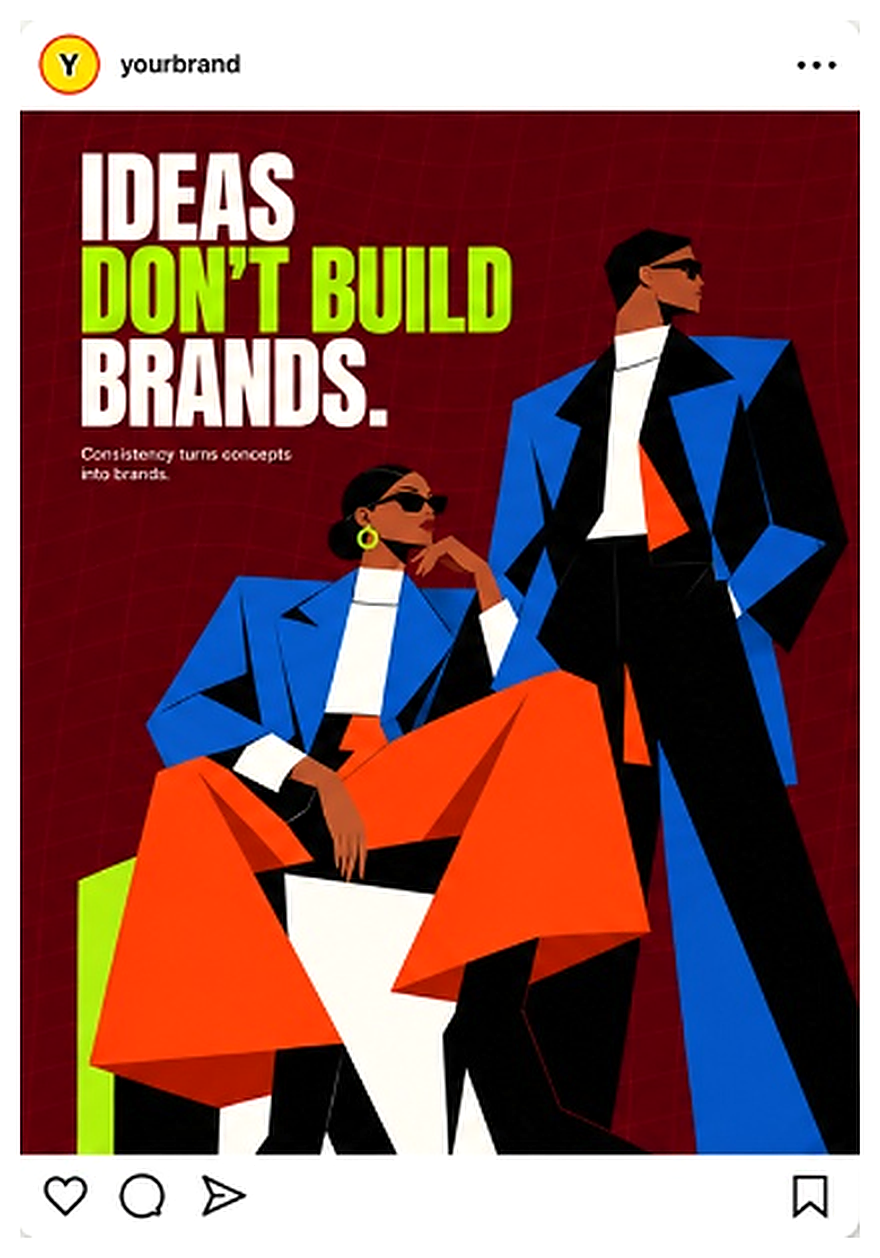 Y
yourbrand
IDEAS
DON'T BUILD
BRANDS.
Consistency turns concepts
into brands.